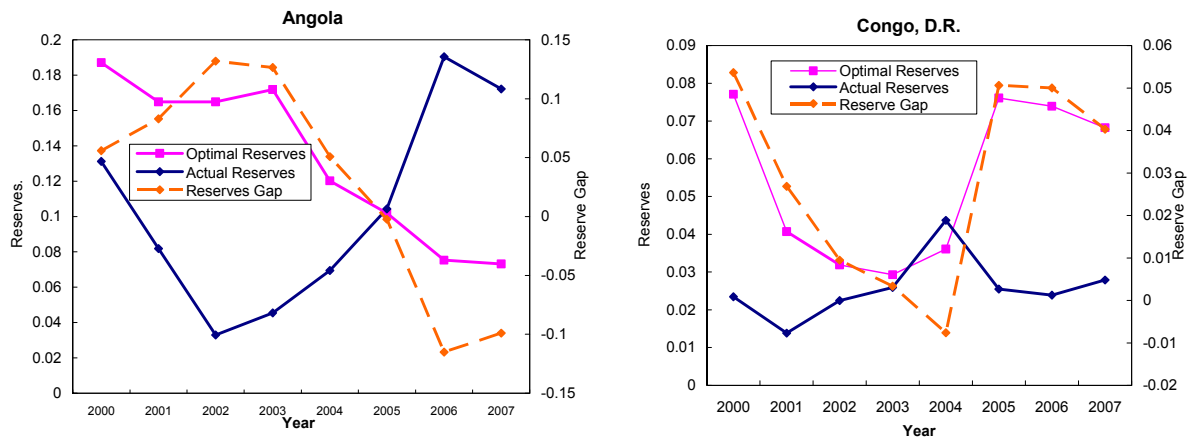 Angola
0.2
0.18
0.16
0.14
0.12
0.1
0.08
0.06
0.04
0.02
0
Reserves.
0.15
0.1
0.05
0
-0.05
-0.1
-0.15
Reserve Gap
Optimal Reserves
Actual Reserves
Reserves Gap
2000 2001 2002 2003 2004 2005 2006 2007
Year
Congo, D.R.
0.09
0.08
0.07
0.06
0.05
0.04
0.03
0.02
0.01
0
Reserves
0.06
0.05
0.04
0.03
0.02
0.01
0
-0.01
-0.02
Reserve Gap
Optimal Reserves
Actual Reserves
Reserve Gap
2000 2001 2002 2003 2004 2005 2006 2007
Year